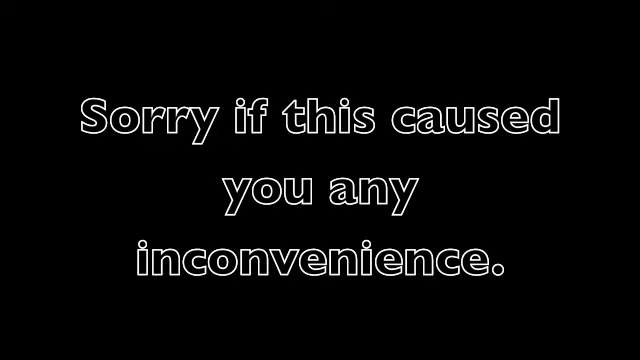 Sorry if this caused
you any
inconvenience.